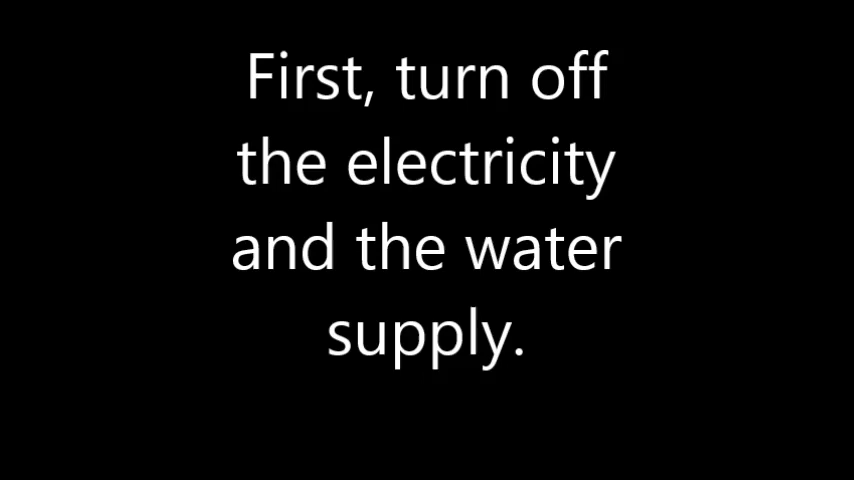 First, turn off
the electricity
and the water
supply.